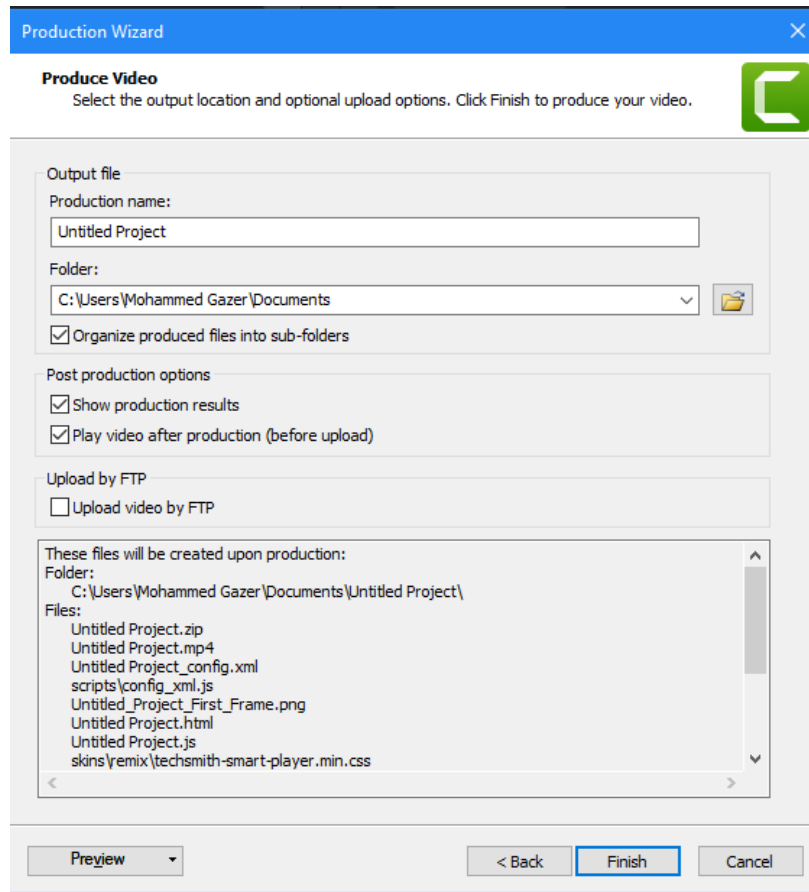 Production Wizard
Produce Video
Select the output location and optional upload options. Click Finish to produce your video.
Output file
Production name:
Untitled Project
Folder:
C:\Users\Mohammed Gazer\Documents
Organize produced files into sub-folders
Post production options
Show production results
Play video after production (before upload)
Upload by FTP
Upload video by FTP
These files will be created upon production:
Folder:
C:\Users\Mohammed Gazer\Documents\Untitled Project\
Files:
Untitled Project.zip
Untitled Project.mp4
Untitled Project_config.xml
scripts\config_xml.js
Untitled_Project_First_Frame.png
Untitled Project.html
Untitled Project.js
skins\remix\techsmith-smart-player.min.css
Preview < Back Finish Cancel